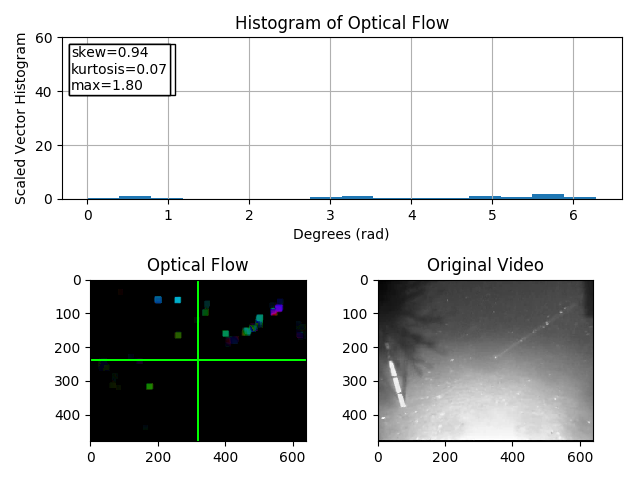 Histogram of Optical Flow
Scaled Vector Histogram
60
40
20
0
skew=0.94
kurtosis=0.07
max=1.80
0 1 2 3 4 5 6
Degrees (rad)
Optical Flow
0
100
200
300
400
0 200 400 600
Original Video
0
100
200
300
400
0 200 400 600